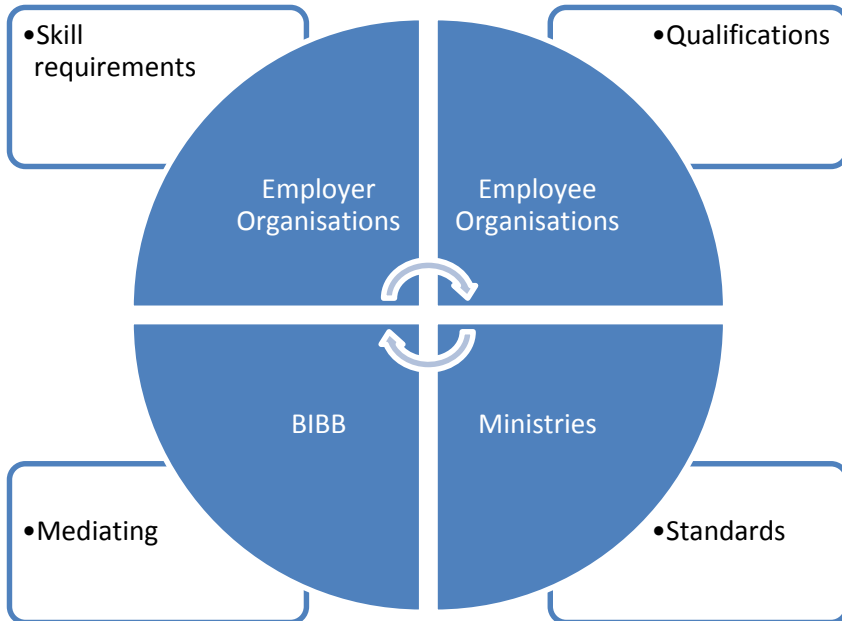 •Skill
requirements
•Qualifications
Employer
Organisations
Employee
Organisations
BIBB
Ministries
•Mediating
•Standards